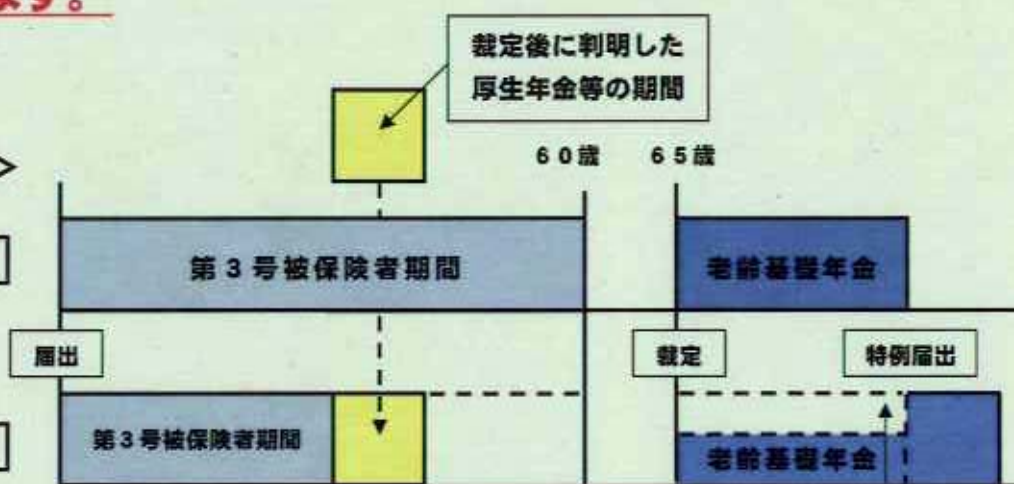 ます。
裁定後に判明した
厚生年金等の期間
60歳
65歳
第3号被保険者期間
老齢基礎年金
届出
裁定
特例届出
第3号被保険者期間
老齢基礎年金